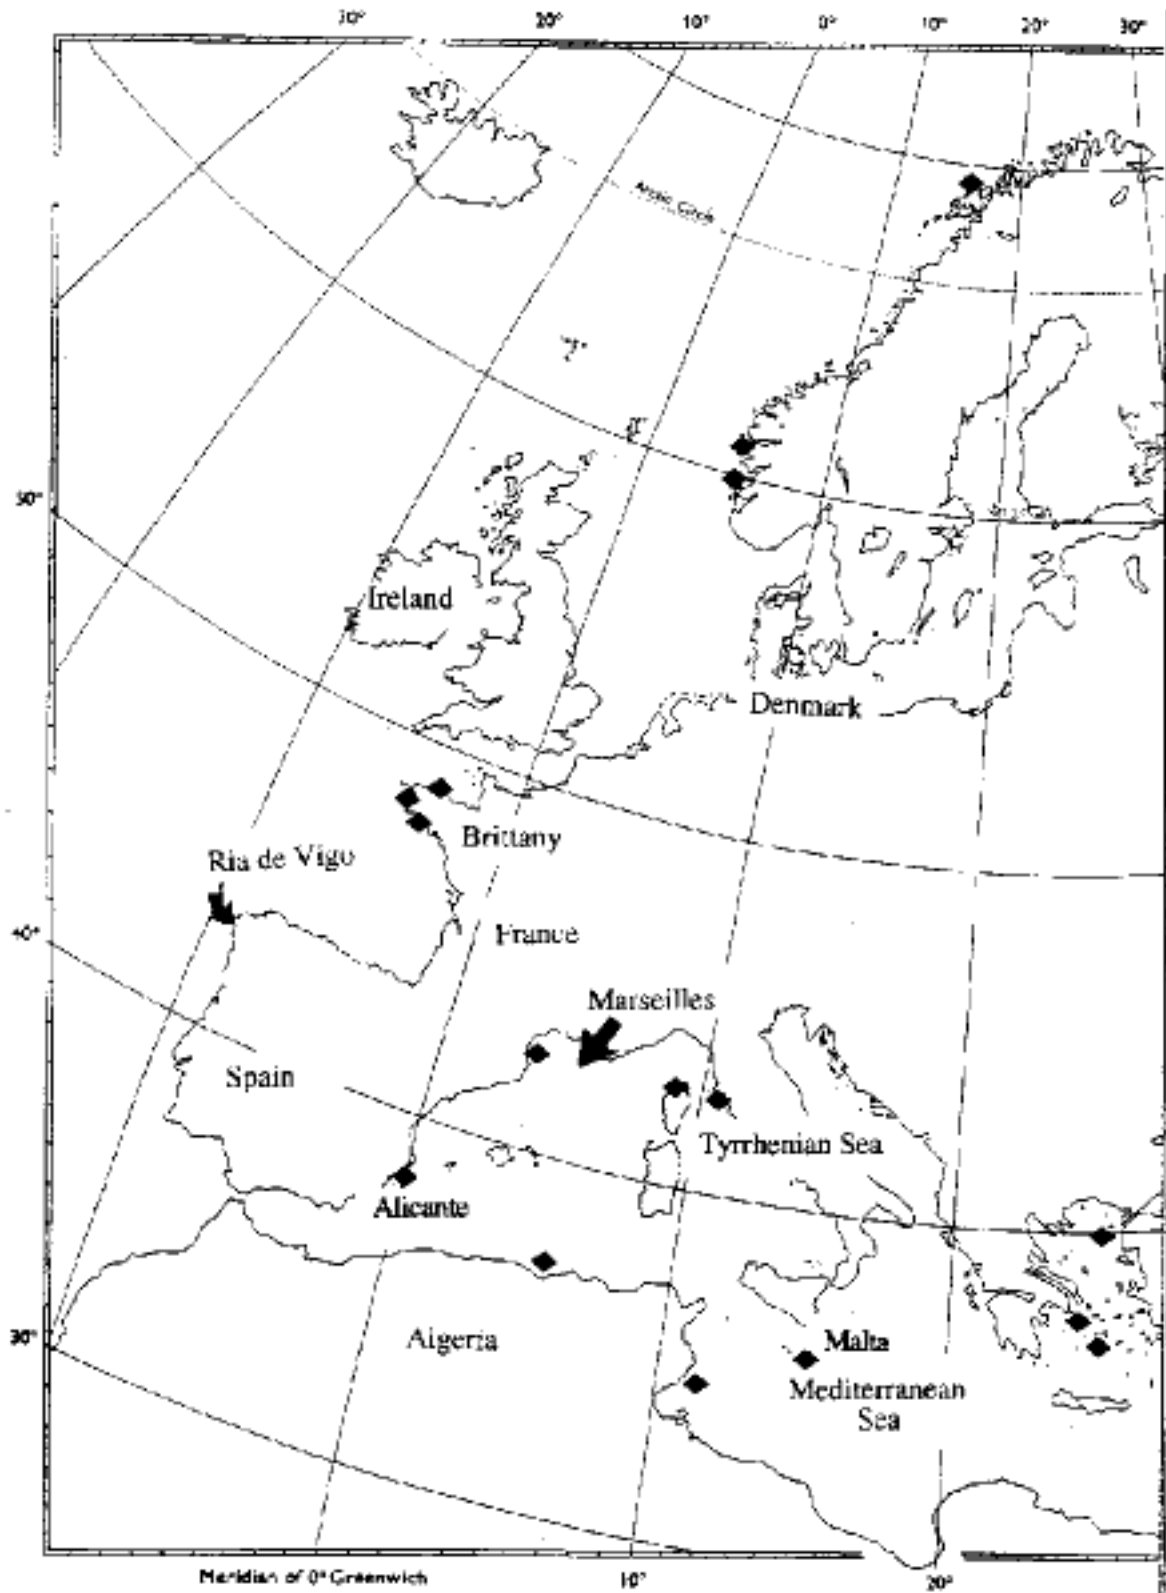 30° 20° 10° 0° 10° 20° 30°
Arctic Circle
50°
Ireland
Denmark
Brittany
Ria de Vigo
40°
France
Marseilles
Spain
Tyrrhenian Sea
Alicante
30°
Algeria
Malta
Mediterranean
Sea
Meridian of 0° Greenwich 10° 20°